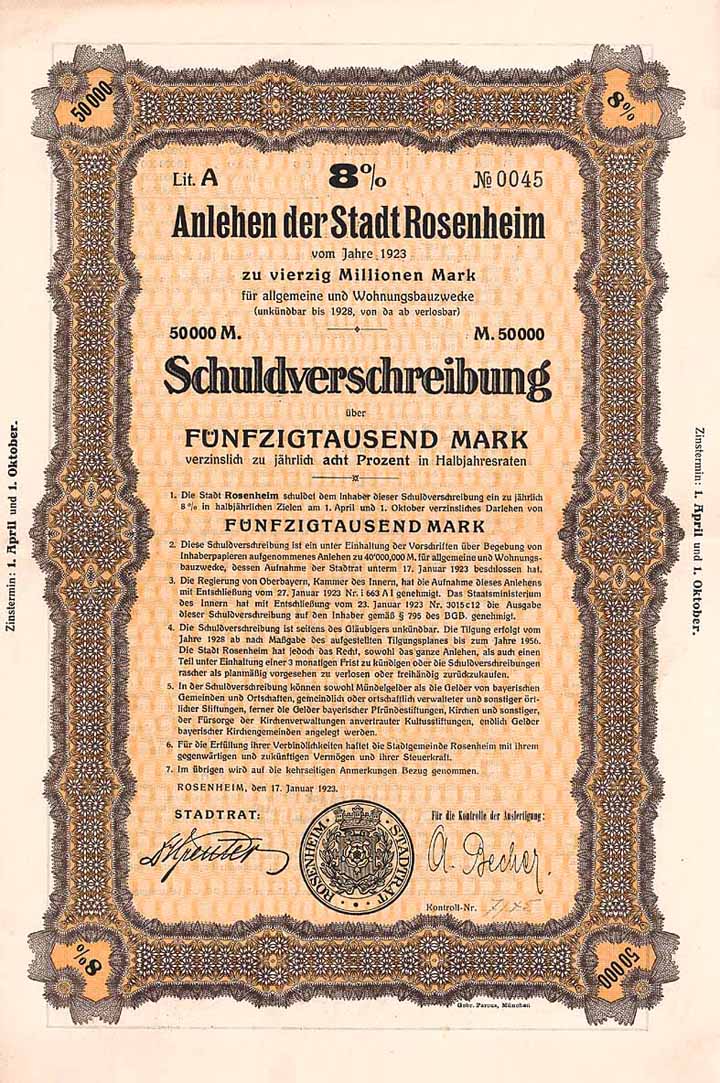 50000
8%
Lit. A 8% № 0045
Anlehen der Stadt Rosenheim
vom Jahre 1923
zu vierzig Millionen Mark
für allgemeine und Wohnungsbauzwecke
(unkündbar bis 1928, von da ab verlosbar)
50000 M. M. 50000
Schuldverschreibung
über
FÜNFZIGTAUSEND MARK
verzinslich zu jährlich acht Prozent in Halbjahresraten
1. Die Stadt Rosenheim schuldet dem Inhaber dieser Schuldverschreibung ein zu jährlich
8% in halbjährlichen Zielen am 1. April und 1. Oktober verzinsliches Darlehen von
FÜNFZIGTAUSEND MARK
2. Diese Schuldverschreibung ist ein unter Einhaltung der Vorschriften über Begebung von
Inhaberpapieren aufgenommenes Anlehen zu 40'000,000 M. für allgemeine und Wohnungs-
bauzwecke, dessen Aufnahme der Stadtrat unterm 17. Januar 1923 beschlossen hat.
3. Die Regierung von Oberbayern, Kammer des Innern, hat die Aufnahme dieses Anlehens
mit Entschließung vom 27. Januar 1923 Nr. i 663 A I genehmigt. Das Staatsministerium
des Innern hat mit Entschließung vom 23. Januar 1923 Nr. 3015 c 12 die Ausgabe
dieser Schuldverschreibung auf den Inhaber gemäß § 795 des BGB. genehmigt.
4. Die Schuldverschreibung ist seitens des Gläubigers unkündbar. Die Tilgung erfolgt vom
Jahre 1928 ab nach Maßgabe des aufgestellten Tilgungsplanes bis zum Jahre 1956.
Die Stadt Rosenheim hat jedoch das Recht, sowohl das ganze Anlehen, als auch einen
Teil unter Einhaltung einer 3 monatigen Frist zu kündigen oder die Schuldverschreibungen
rascher als planmäßig vorgesehen zu verlosen oder freihändig zurückzukaufen.
5. In der Schuldverschreibung können sowohl Mündelgelder als die Gelder von bayerischen
Gemeinden und Ortschaften, gemeindlich oder ortschaftlich verwalteter und sonstiger ört-
licher Stiftungen, ferner die Gelder bayerischer Pfründestiftungen, Kirchen und sonstiger,
der Fürsorge der Kirchenverwaltungen anvertrauter Kultusstiftungen, endlich Gelder
bayerischer Kirchengemeinden angelegt werden.
6. Für die Erfüllung ihrer Verbindlichkeiten haftet die Stadtgemeinde Rosenheim mit ihrem
gegenwärtigen und zukünftigen Vermögen und ihrer Steuerkraft.
7. Im übrigen wird auf die kehrseitigen Anmerkungen Bezug genommen.
ROSENHEIM, den 17. Januar 1923.
STADTRAT: Für die Kontrolle der Ausfertigung:
ROSENHEIM · STADTRAT
A. Becher.
Kontroll-Nr.
8%
50000
Gebr. Parcus, München
Zinstermin: 1. April und 1. Oktober.
Zinstermin: 1. April und 1. Oktober.